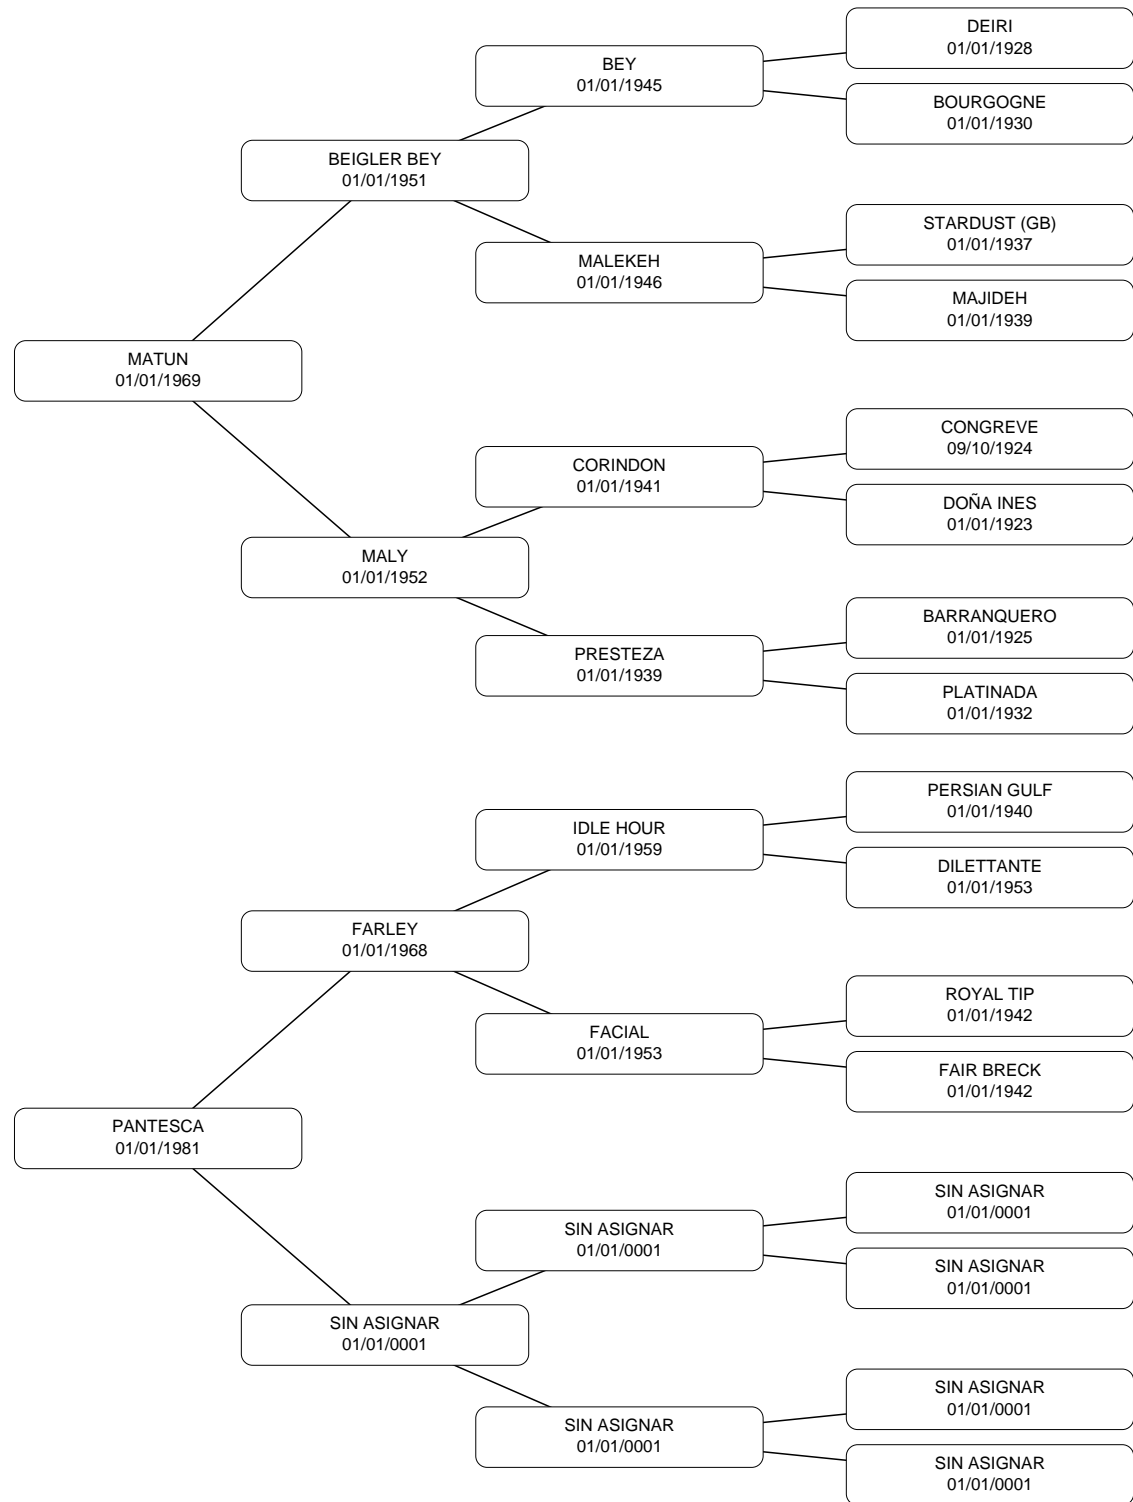 DEIRI
01/01/1928
BEY
01/01/1945
BOURGOGNE
01/01/1930
BEIGLER BEY
01/01/1951
STARDUST (GB)
01/01/1937
MALEKEH
01/01/1946
MAJIDEH
01/01/1939
MATUN
01/01/1969
CONGREVE
09/10/1924
CORINDON
01/01/1941
DOÑA INES
01/01/1923
MALY
01/01/1952
BARRANQUERO
01/01/1925
PRESTEZA
01/01/1939
PLATINADA
01/01/1932
PERSIAN GULF
01/01/1940
IDLE HOUR
01/01/1959
DILETTANTE
01/01/1953
FARLEY
01/01/1968
ROYAL TIP
01/01/1942
FACIAL
01/01/1953
FAIR BRECK
01/01/1942
PANTESCA
01/01/1981
SIN ASIGNAR
01/01/0001
SIN ASIGNAR
01/01/0001
SIN ASIGNAR
01/01/0001
SIN ASIGNAR
01/01/0001
SIN ASIGNAR
01/01/0001
SIN ASIGNAR
01/01/0001
SIN ASIGNAR
01/01/0001